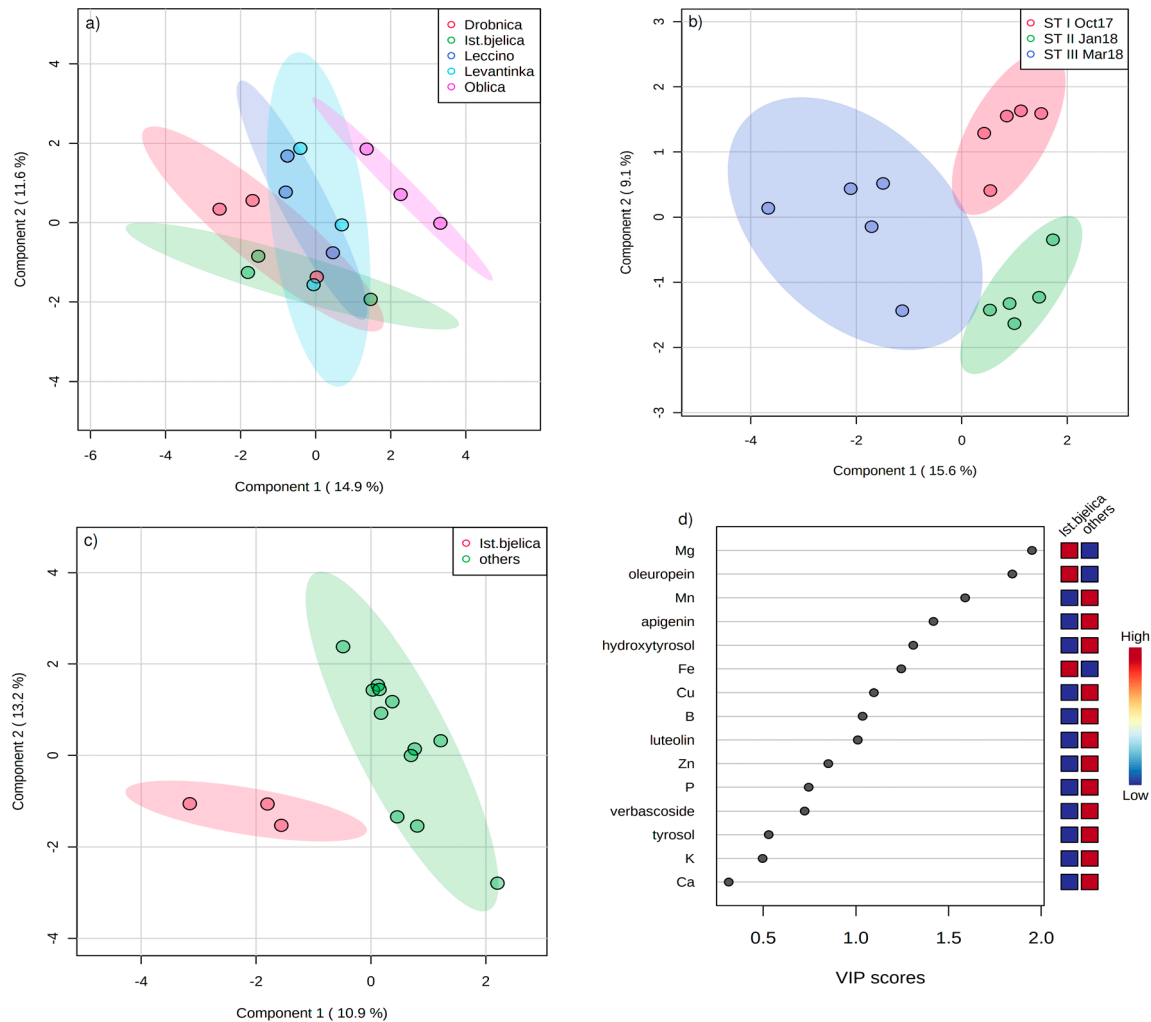 a)
Drobnica
Ist.bjelica
Leccino
Levantinka
Oblica
4
2
0
-2
-4
Component 2 ( 11.6 %)
-6
-4
-2
0
2
4
Component 1 ( 14.9 %)
b)
ST I Oct17
ST II Jan18
ST III Mar18
3
2
1
0
-1
-2
-3
Component 2 ( 9.1 %)
-4
-2
0
2
Component 1 ( 15.6 %)
c)
Ist.bjelica
others
4
2
0
-2
-4
Component 2 ( 13.2 %)
-4
-2
0
2
Component 1 ( 10.9 %)
d)
Ist.bjelica
others
Mg
oleuropein
Mn
apigenin
hydroxytyrosol
Fe
Cu
B
luteolin
Zn
P
verbascoside
tyrosol
K
Ca
High
Low
0.5
1.0
1.5
2.0
VIP scores